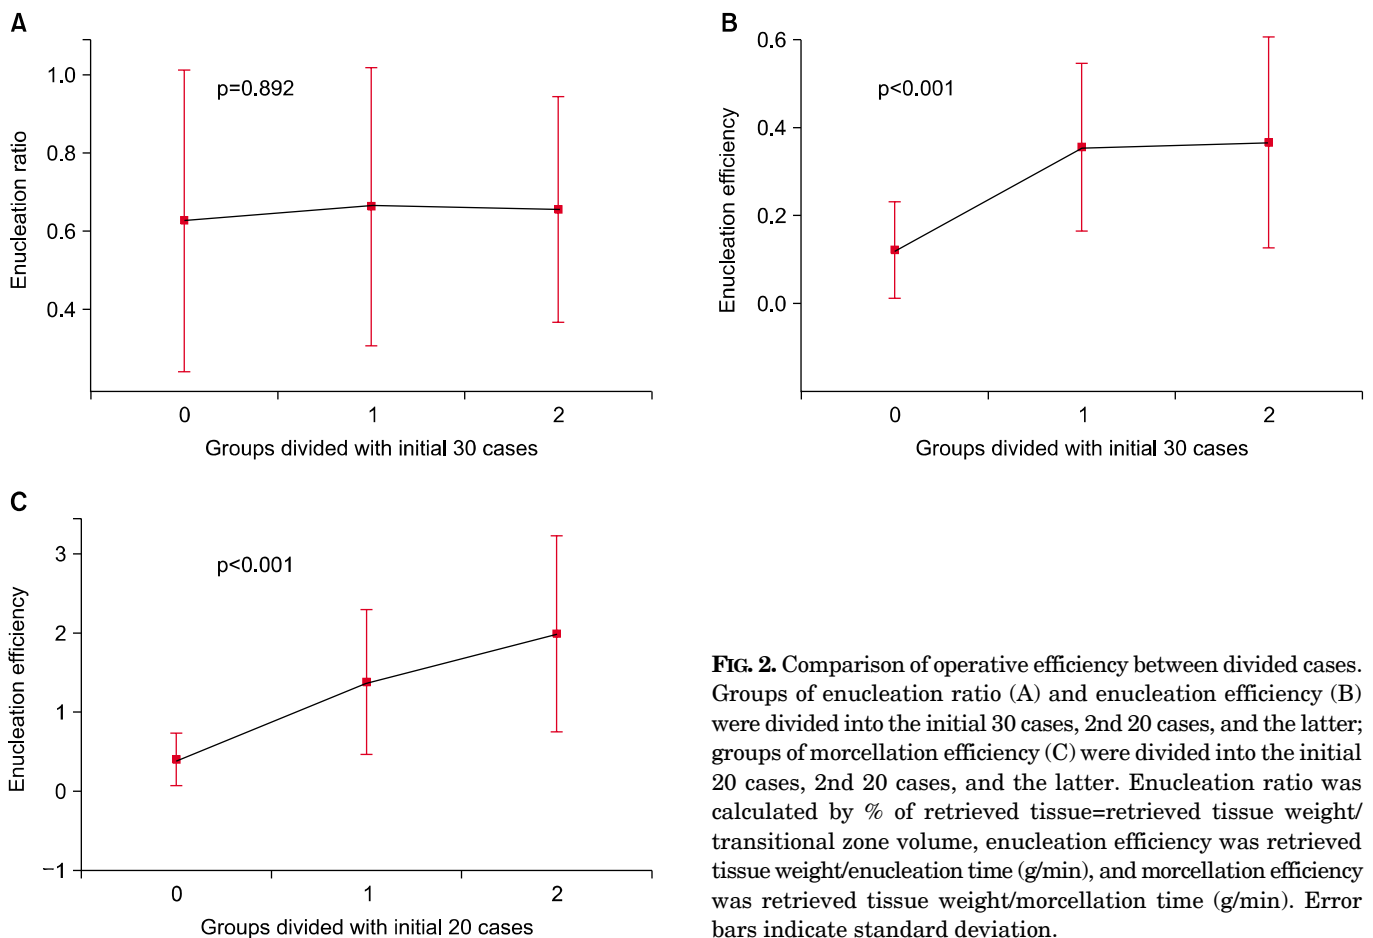 A
Enucleation ratio
1.0
0.8
0.6
0.4
p=0.892
0 1 2
Groups divided with initial 30 cases
B
Enucleation efficiency
0.6
0.4
0.2
0.0
p<0.001
0 1 2
Groups divided with initial 30 cases
C
Enucleation efficiency
3
2
1
0
−1
p<0.001
0 1 2
Groups divided with initial 20 cases
FIG. 2. Comparison of operative efficiency between divided cases.
Groups of enucleation ratio (A) and enucleation efficiency (B)
were divided into the initial 30 cases, 2nd 20 cases, and the latter;
groups of morcellation efficiency (C) were divided into the initial
20 cases, 2nd 20 cases, and the latter. Enucleation ratio was
calculated by % of retrieved tissue=retrieved tissue weight/
transitional zone volume, enucleation efficiency was retrieved
tissue weight/enucleation time (g/min), and morcellation efficiency
was retrieved tissue weight/morcellation time (g/min). Error
bars indicate standard deviation.